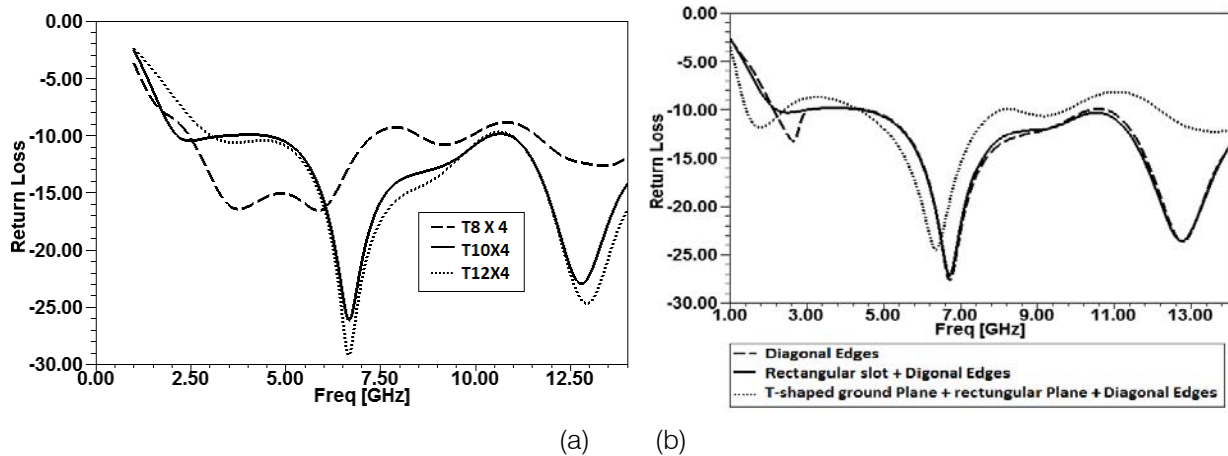 0.00
-5.00
-10.00
-15.00
-20.00
-25.00
-30.00
Return Loss
T8 X 4
T10X4
T12X4
0.00
2.50
5.00
7.50
10.00
12.50
Freq [GHz]
0.00
-5.00
-10.00
-15.00
-20.00
-25.00
-30.00
Return Loss
1.00
3.00
5.00
7.00
9.00
11.00
13.00
Freq [GHz]
Diagonal Edges
Rectangular slot + Digonal Edges
T-shaped ground Plane + rectungular Plane + Diagonal Edges
(a)
(b)